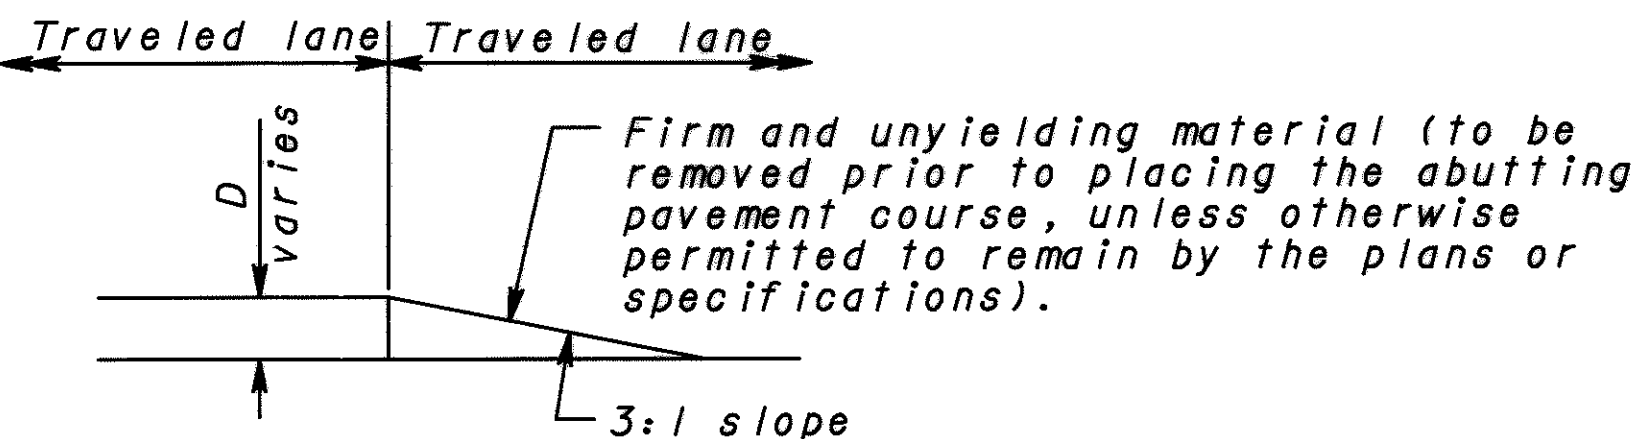 Traveled lane Traveled lane
D
varies
Firm and unyielding material (to be
removed prior to placing the abutting
pavement course, unless otherwise
permitted to remain by the plans or
specifications).
3:1 slope